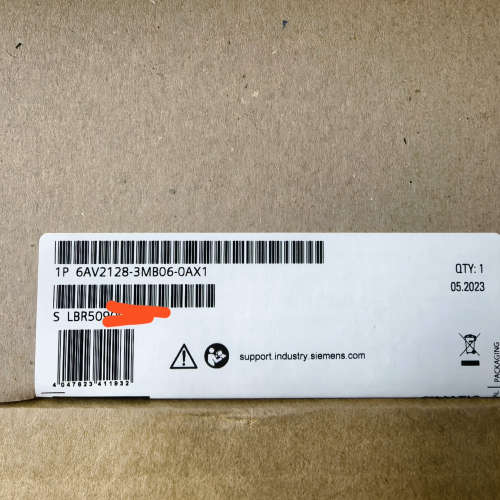 1P 6AV2128-3MB06-0AX1
QTY: 1
05.2023
S LBR509
support.industry.siemens.com
4 047623 411932
PACKAGING